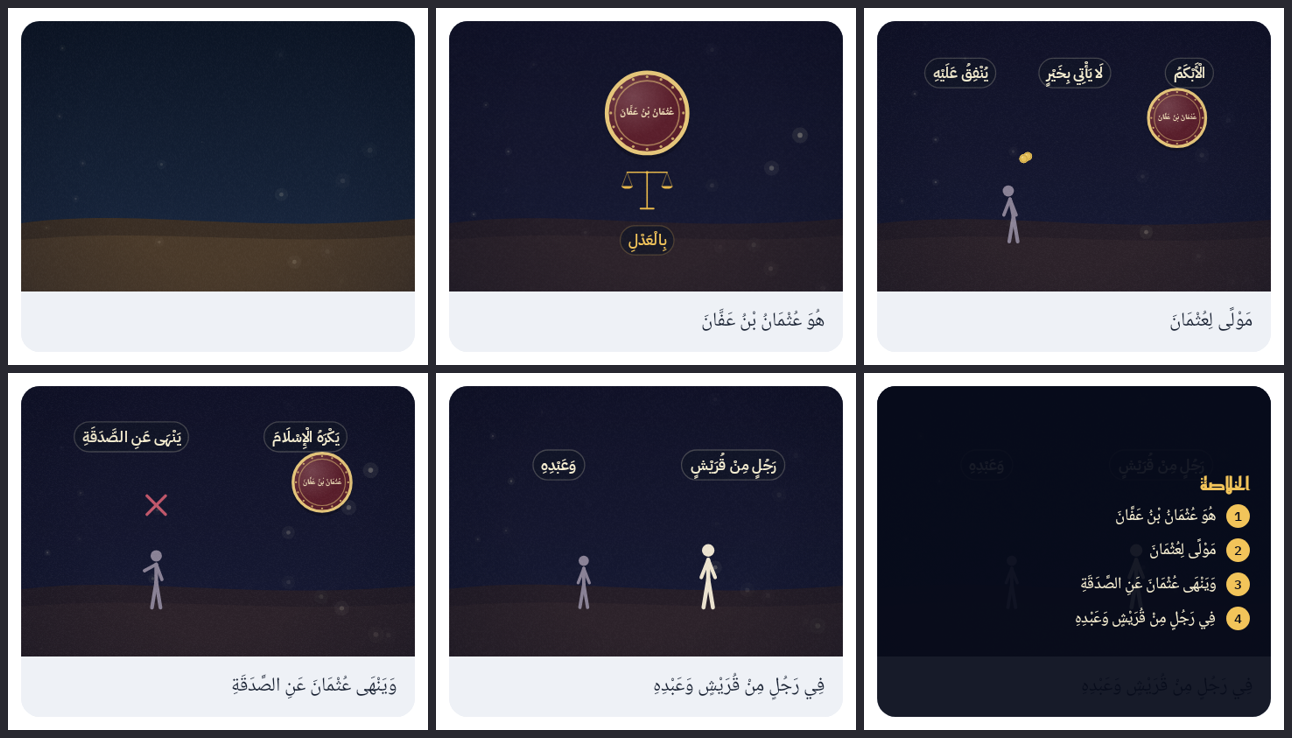 عُثْمَانُ بْنُ عَفَّانَ
بِالْعَدْلِ
هُوَ عُثْمَانُ بْنُ عَفَّانَ
الْأَبْكَمُ
لَا يَأْتِي بِخَيْرٍ
يُنْفِقُ عَلَيْهِ
عُثْمَانُ بْنُ عَفَّانَ
مَوْلًى لِعُثْمَانَ
يَكْرَهُ الْإِسْلَامَ
يَنْهَى عَنِ الصَّدَقَةِ
عُثْمَانُ بْنُ عَفَّانَ
وَيَنْهَى عُثْمَانَ عَنِ الصَّدَقَةِ
رَجُلٍ مِنْ قُرَيْشٍ
وَعَبْدِهِ
فِي رَجُلٍ مِنْ قُرَيْشٍ وَعَبْدِهِ
رَجُلٍ مِنْ قُرَيْشٍ
وَعَبْدِهِ
الخلاصة
1 هُوَ عُثْمَانُ بْنُ عَفَّانَ
2 مَوْلًى لِعُثْمَانَ
3 وَيَنْهَى عُثْمَانَ عَنِ الصَّدَقَةِ
4 فِي رَجُلٍ مِنْ قُرَيْشٍ وَعَبْدِهِ
فِي رَجُلٍ مِنْ قُرَيْشٍ وَعَبْدِهِ